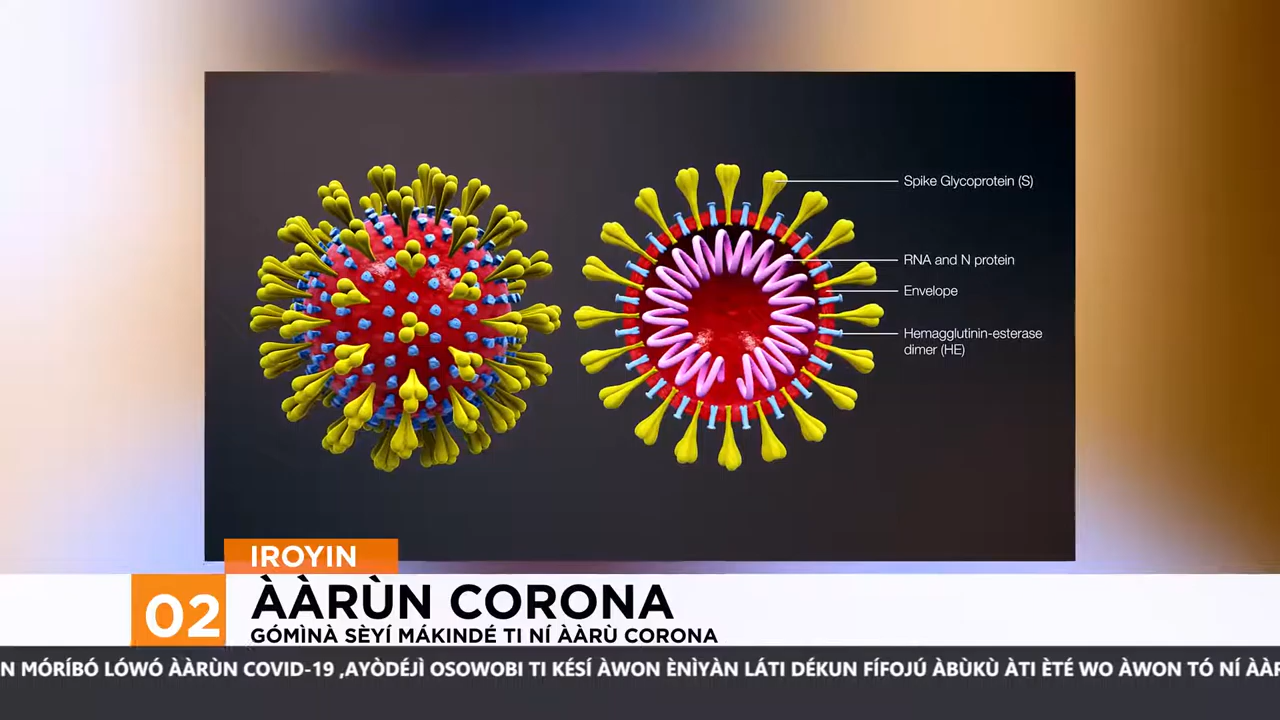 Spike Glycoprotein (S)
RNA and N protein
Envelope
Hemagglutinin-esterase
dimer (HE)
IROYIN
02
ÀÀRÙN CORONA
GÓMÌNÀ SÈYÍ MÁKINDÉ TI NÍ ÀÀRÙ CORONA
N MÓRÍBÓ LÓWÓ ÀÀRÙN COVID-19 ,AYÒDÉJÌ OSOWOBI TI KÉSÍ ÀWON ÈNÌYÀN LÁTI DÉKUN FÍFOJÚ ÀBÙKÙ ÀTI ÈTÉ WO ÀWON TÓ NÍ ÀÀR